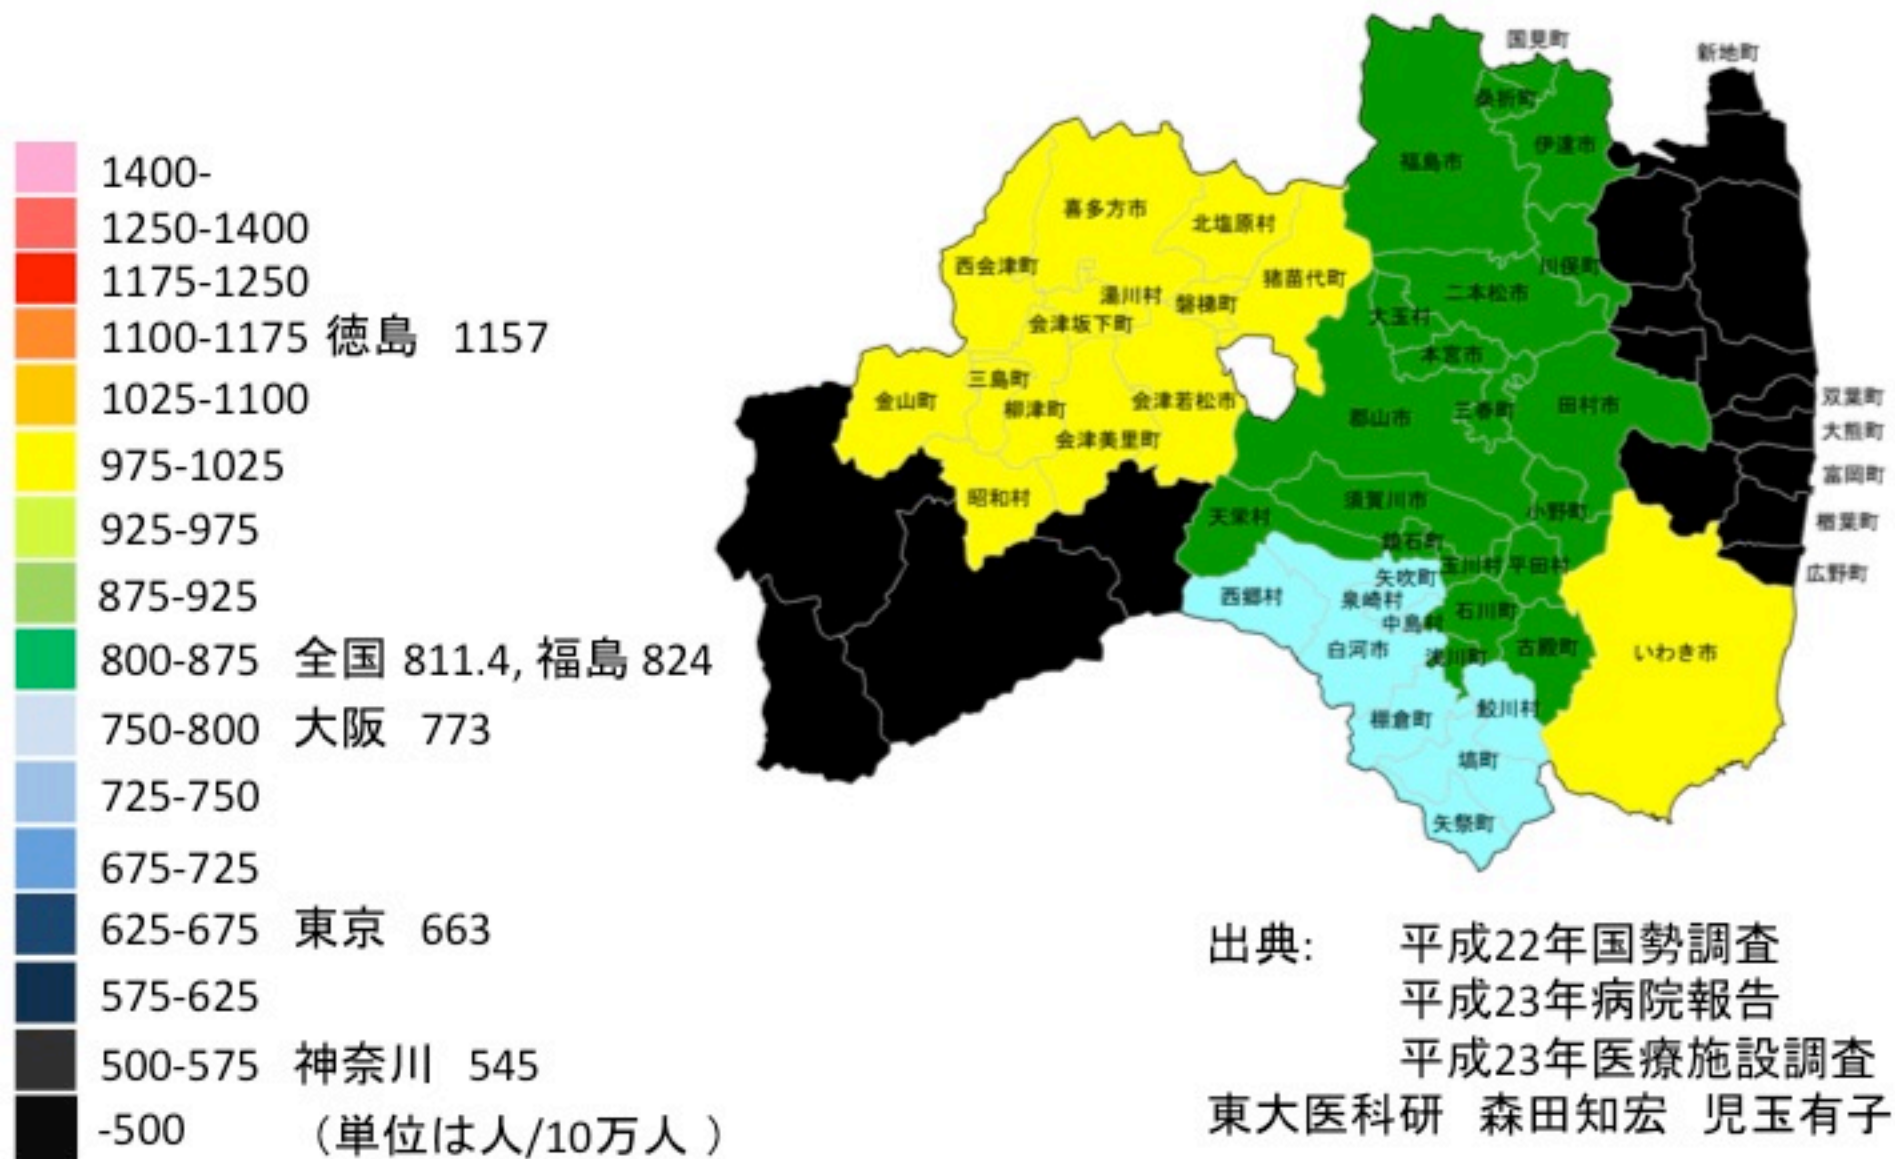 1400-
1250-1400
1175-1250
1100-1175 徳島 1157
1025-1100
975-1025
925-975
875-925
800-875 全国 811.4, 福島 824
750-800 大阪 773
725-750
675-725
625-675 東京 663
575-625
500-575 神奈川 545
-500 （単位は人/10万人）
国見町
新地町
桑折町
伊達市
福島市
喜多方市
北塩原村
西会津町
川俣町
猪苗代町
二本松市
湯川村
磐梯町
大玉村
会津坂下町
本宮市
三島町
双葉町
金山町
柳津町
会津若松市
郡山市
三春町
田村市
大熊町
会津美里町
富岡町
昭和村
須賀川市
天栄村
小野町
楢葉町
鏡石町
玉川村
平田村
広野町
矢吹町
西郷村
泉崎村
石川町
中島村
白河市
浅川町
古殿町
いわき市
棚倉町
鮫川村
塙町
矢祭町
出典: 平成22年国勢調査
平成23年病院報告
平成23年医療施設調査
東大医科研 森田知宏 児玉有子